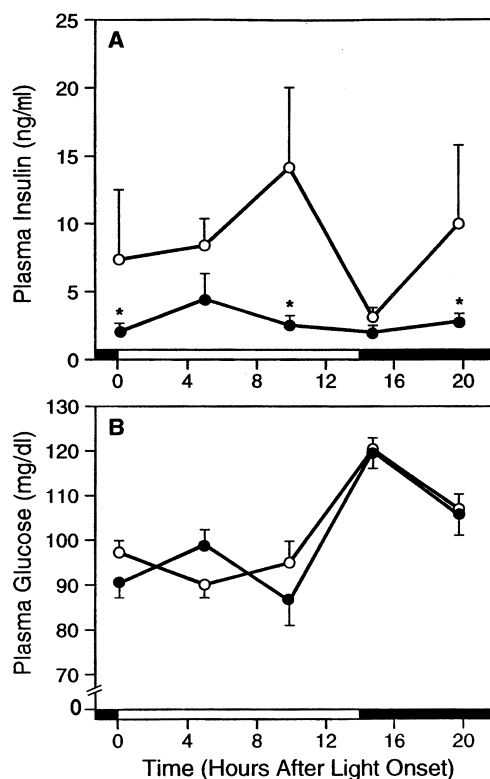 A
Plasma Insulin (ng/ml)
25
20
15
10
5
0
*
*
*
0 4 8 12 16 20
B
Plasma Glucose (mg/dl)
130
120
110
100
90
80
70
0
0 4 8 12 16 20
Time (Hours After Light Onset)